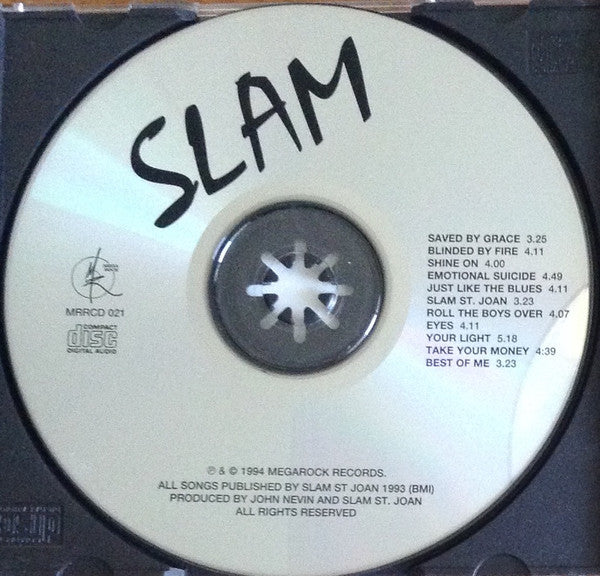 SLAM
SAVED BY GRACE 3.25
BLINDED BY FIRE 4.11
SHINE ON 4.00
EMOTIONAL SUICIDE 4.49
JUST LIKE THE BLUES 4.11
SLAM ST. JOAN 3.23
ROLL THE BOYS OVER 4.07
EYES 4.11
YOUR LIGHT 5.18
TAKE YOUR MONEY 4:39
BEST OF ME 3.23
MRRCD 021
COMPACT
disc
DIGITAL AUDIO
℗ & © 1994 MEGAROCK RECORDS.
ALL SONGS PUBLISHED BY SLAM ST JOAN 1993 (BMI)
PRODUCED BY JOHN NEVIN AND SLAM ST. JOAN
ALL RIGHTS RESERVED